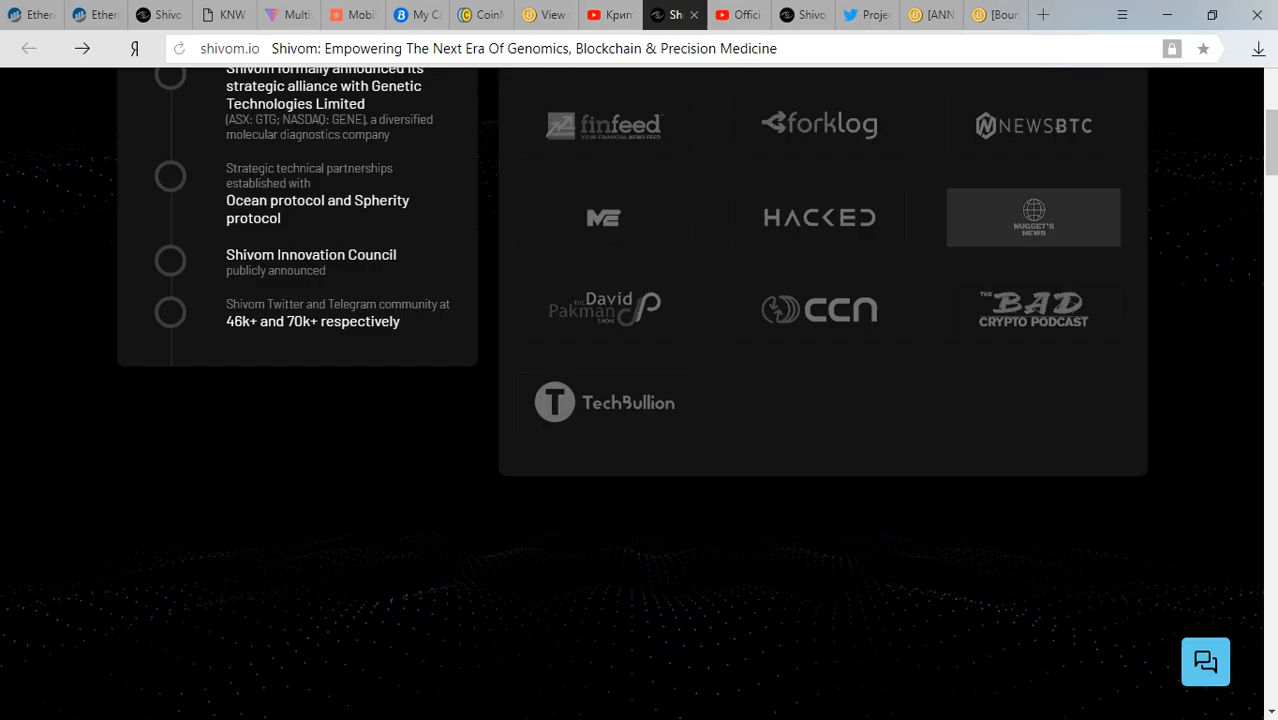 Ether
Ether
Shivo
KNW
Multi
Mobi
My C
CoinM
View
Крип
Sh
Offici
Shivo
Proje
[ANN
[Boun
Я
shivom.io Shivom: Empowering The Next Era Of Genomics, Blockchain & Precision Medicine
Shivom formally announced its
strategic alliance with Genetic
Technologies Limited
(ASX: GTG; NASDAQ: GENE), a diversified
molecular diagnostics company
Strategic technical partnerships
established with
Ocean protocol and Spherity
protocol
Shivom Innovation Council
publicly announced
Shivom Twitter and Telegram community at
46k+ and 70k+ respectively
finfeed
YOUR FINANCIAL NEWS FEED
forklog
NEWSBTC
ME
HACKED
NUGGET'S
NEWS
THE David
Pakman
SHOW
CCN
THE
BAD
CRYPTO PODCAST
T TechBullion